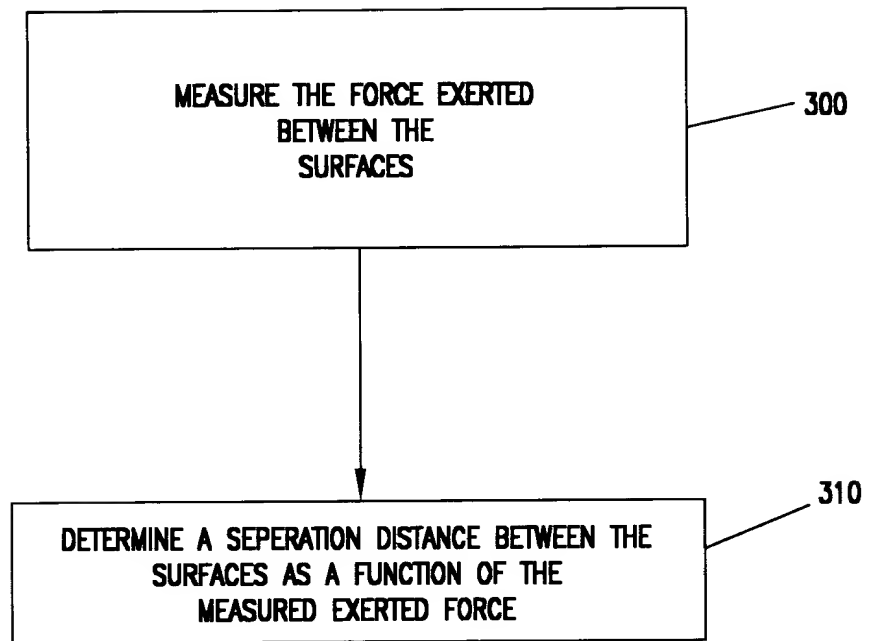 MEASURE THE FORCE EXERTED
BETWEEN THE
SURFACES
300
310
DETERMINE A SEPERATION DISTANCE BETWEEN THE
SURFACES AS A FUNCTION OF THE
MEASURED EXERTED FORCE